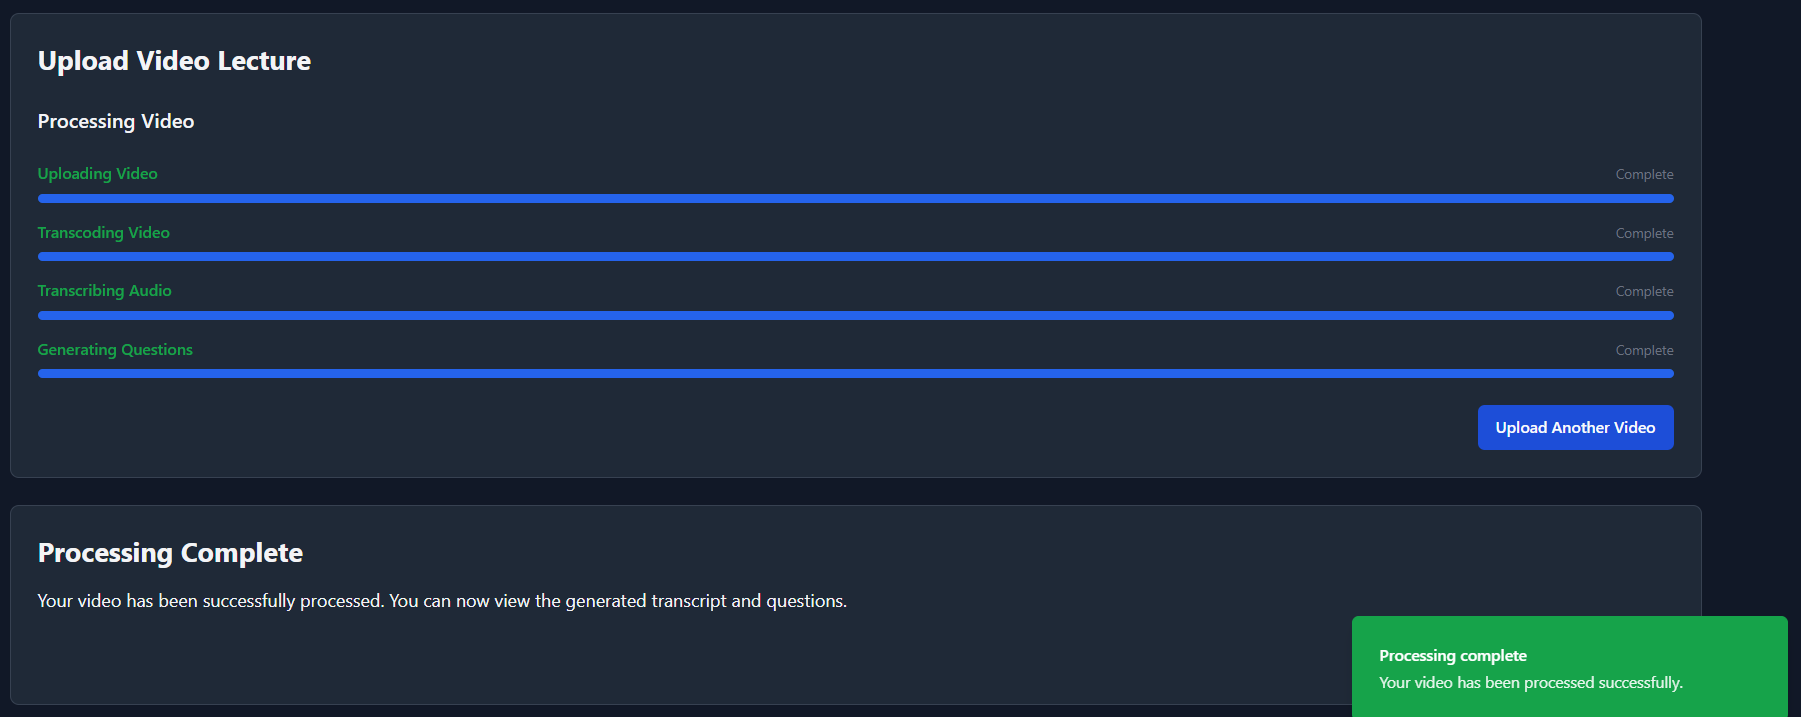 Upload Video Lecture
Processing Video
Uploading Video
Complete
Transcoding Video
Complete
Transcribing Audio
Complete
Generating Questions
Complete
Upload Another Video
Processing Complete
Your video has been successfully processed. You can now view the generated transcript and questions.
Processing complete
Your video has been processed successfully.